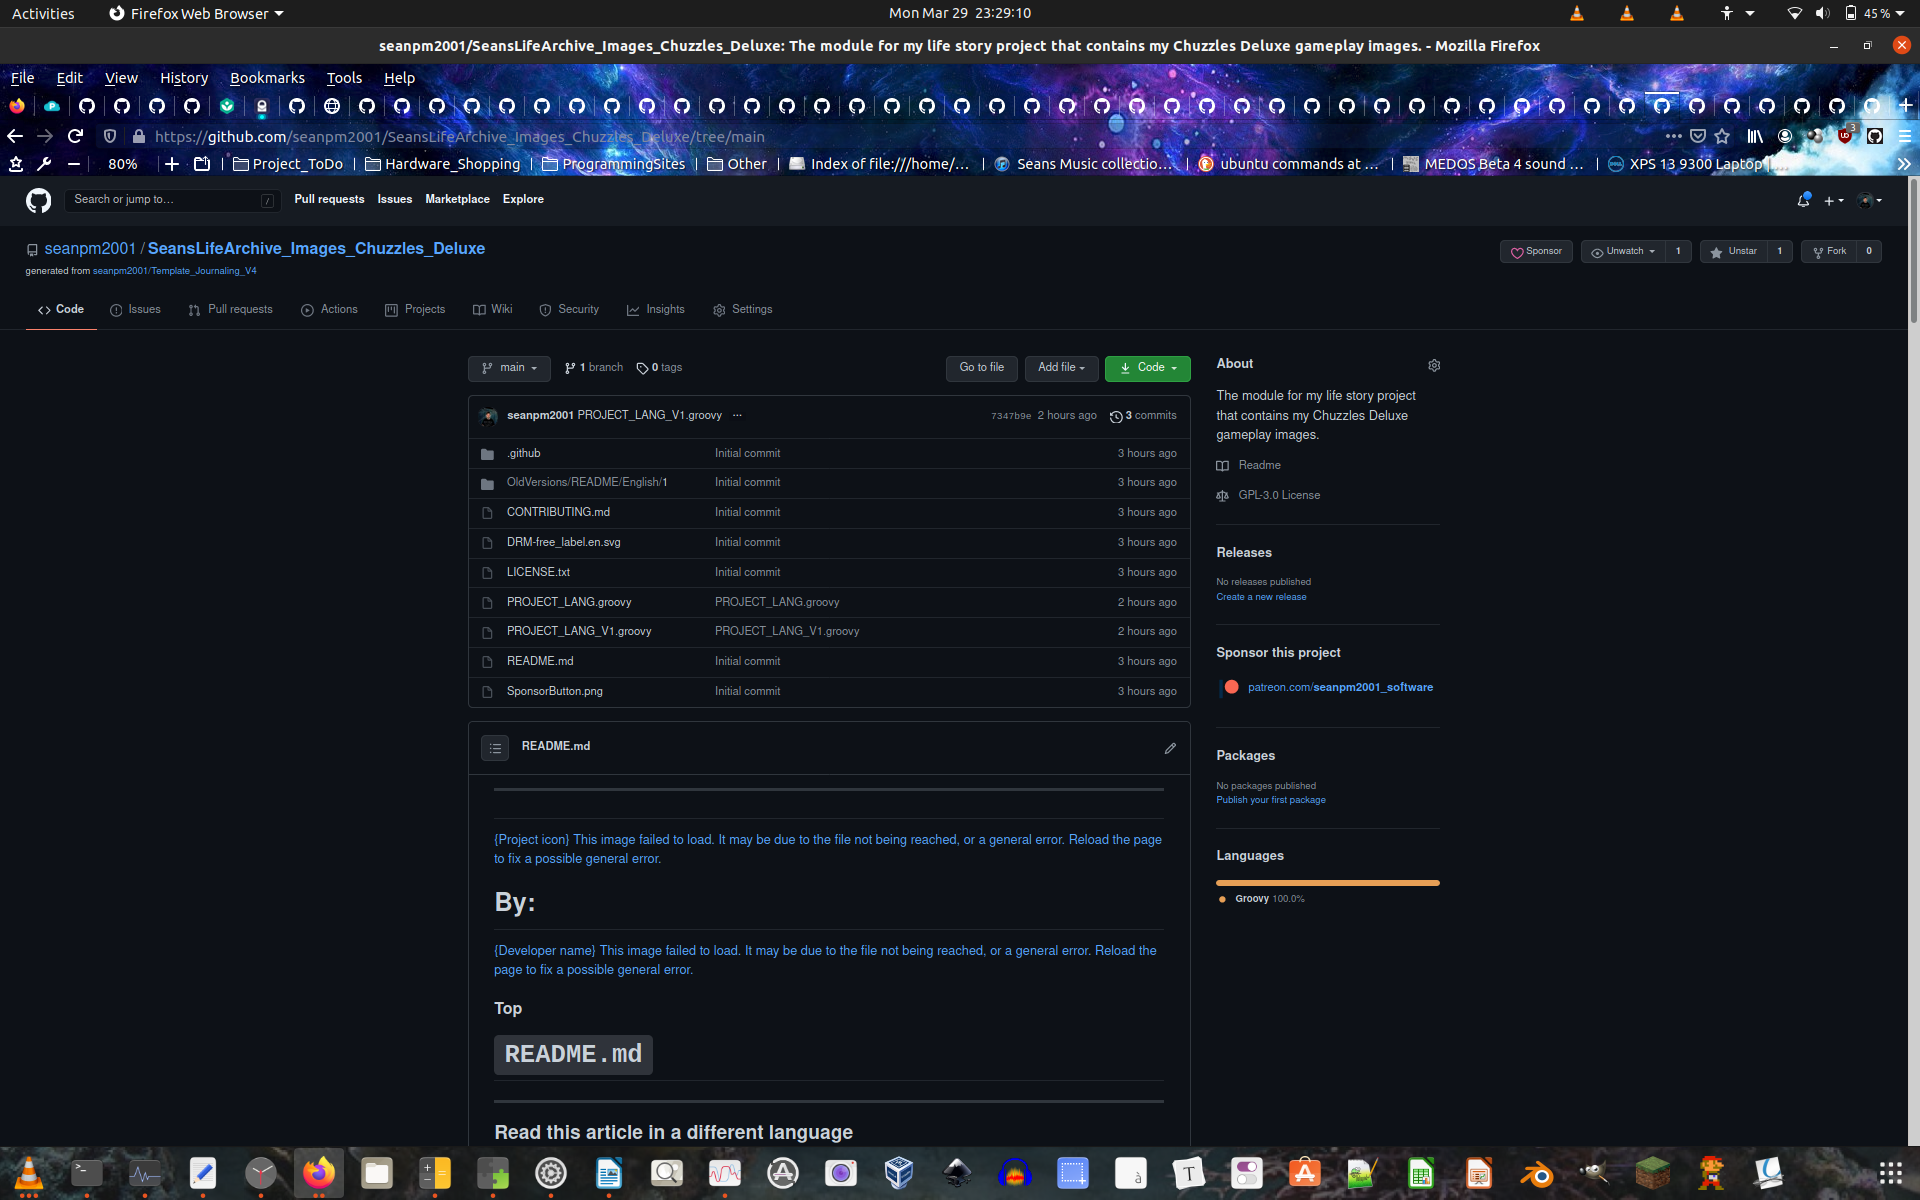 Activities Firefox Web Browser Mon Mar 29 23:29:10 45 %
seanpm2001/SeansLifeArchive_Images_Chuzzles_Deluxe: The module for my life story project that contains my Chuzzles Deluxe gameplay images. - Mozilla Firefox
File Edit View History Bookmarks Tools Help
https://github.com/seanpm2001/SeansLifeArchive_Images_Chuzzles_Deluxe/tree/main 3
80% Project_ToDo Hardware_Shopping ProgrammingSites Other Index of file:///home/... Seans Music collectio... ubuntu commands at ... MEDOS Beta 4 sound ... XPS 13 9300 Laptop
Search or jump to... / Pull requests Issues Marketplace Explore
seanpm2001 / SeansLifeArchive_Images_Chuzzles_Deluxe Sponsor Unwatch 1 Unstar 1 Fork 0
generated from seanpm2001/Template_Journaling_V4
Code Issues Pull requests Actions Projects Wiki Security Insights Settings
main 1 branch 0 tags Go to file Add file Code
seanpm2001 PROJECT_LANG_V1.groovy ... 7347b9e 2 hours ago 3 commits
.github Initial commit 3 hours ago
OldVersions/README/English/1 Initial commit 3 hours ago
CONTRIBUTING.md Initial commit 3 hours ago
DRM-free_label.en.svg Initial commit 3 hours ago
LICENSE.txt Initial commit 3 hours ago
PROJECT_LANG.groovy PROJECT_LANG.groovy 2 hours ago
PROJECT_LANG_V1.groovy PROJECT_LANG_V1.groovy 2 hours ago
README.md Initial commit 3 hours ago
SponsorButton.png Initial commit 3 hours ago
README.md
{Project icon} This image failed to load. It may be due to the file not being reached, or a general error. Reload the page
to fix a possible general error.
By:
{Developer name} This image failed to load. It may be due to the file not being reached, or a general error. Reload the
page to fix a possible general error.
Top
README.md
Read this article in a different language
About
The module for my life story project
that contains my Chuzzles Deluxe
gameplay images.
Readme
GPL-3.0 License
Releases
No releases published
Create a new release
Sponsor this project
patreon.com/seanpm2001_software
Packages
No packages published
Publish your first package
Languages
Groovy 100.0%